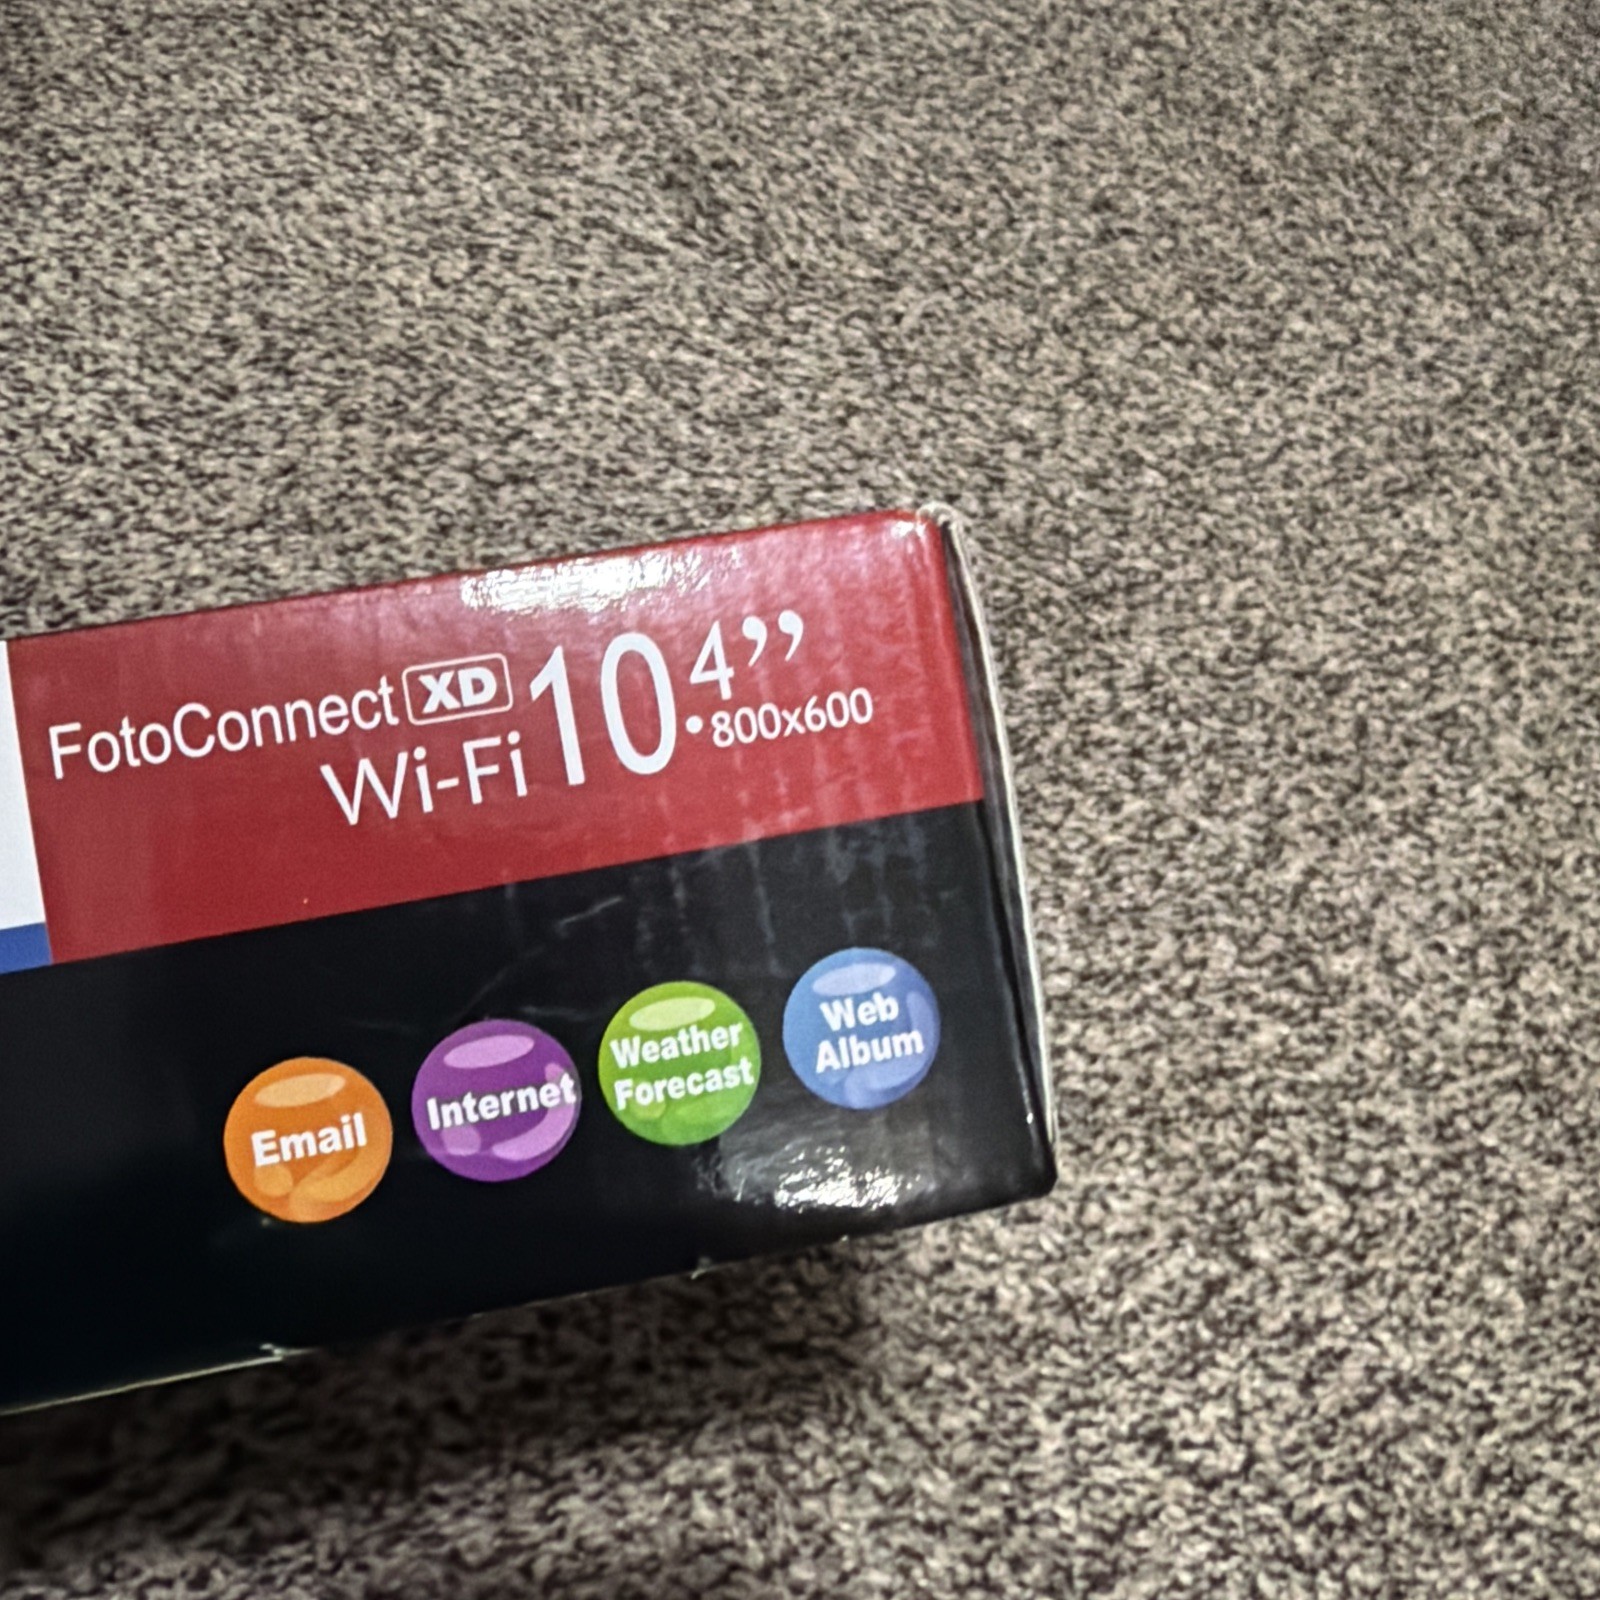 FotoConnect XD
Wi-Fi
10.4”
800x600
Email
Internet
Weather
Forecast
Web
Album